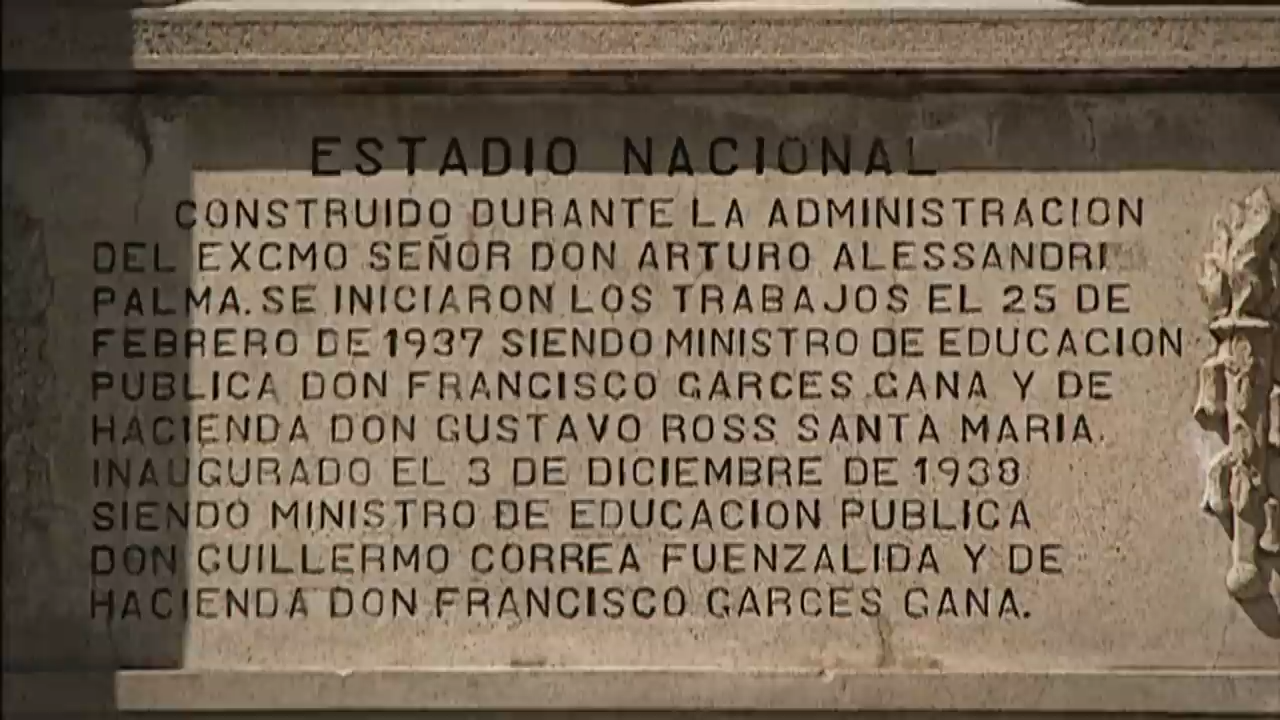 ESTADIO NACIONAL
CONSTRUIDO DURANTE LA ADMINISTRACION
DEL EXCMO SEÑOR DON ARTURO ALESSANDRI
PALMA. SE INICIARON LOS TRABAJOS EL 25 DE
FEBRERO DE 1937 SIENDO MINISTRO DE EDUCACION
PUBLICA DON FRANCISCO GARCES GANA Y DE
HACIENDA DON GUSTAVO ROSS SANTA MARIA.
INAUGURADO EL 3 DE DICIEMBRE DE 1938
SIENDO MINISTRO DE EDUCACION PUBLICA
DON GUILLERMO CORREA FUENZALIDA Y DE
HACIENDA DON FRANCISCO GARCES GANA.